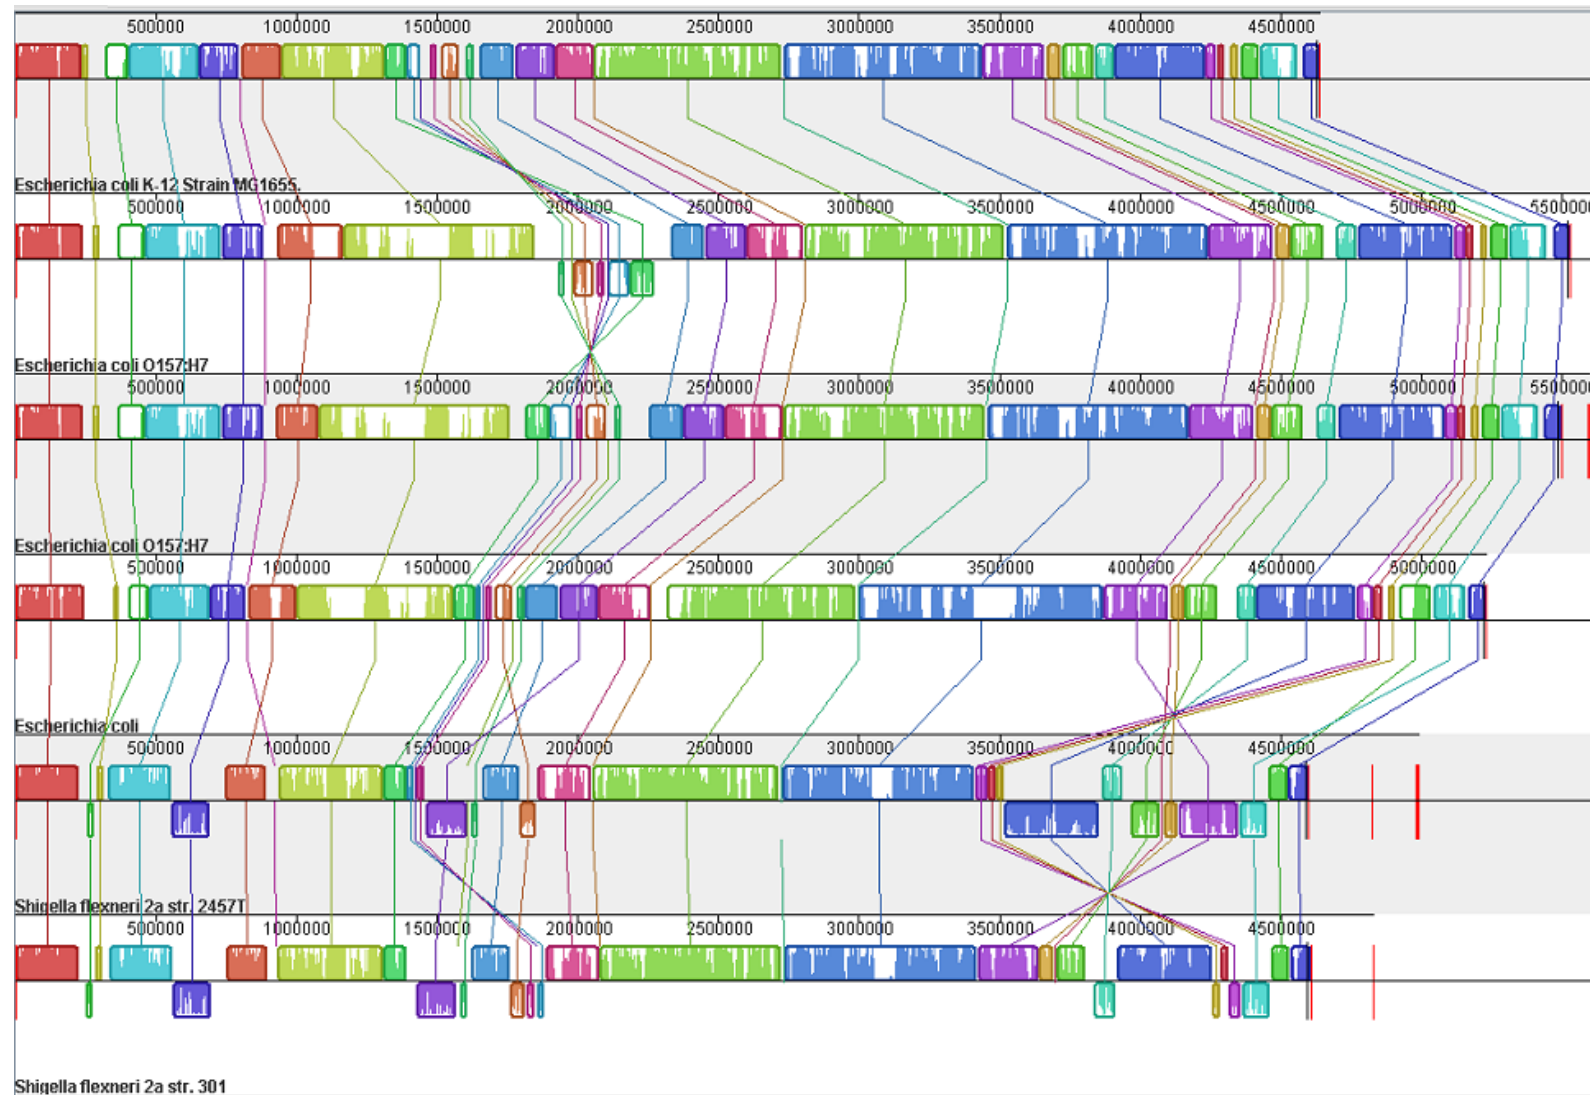 500000 1000000 1500000 2000000 2500000 3000000 3500000 4000000 4500000
Escherichia coli K-12 Strain MG1655.
500000 1000000 1500000 2000000 2500000 3000000 3500000 4000000 4500000 5000000 5500000
Escherichia coli O157:H7
500000 1000000 1500000 2000000 2500000 3000000 3500000 4000000 4500000 5000000 5500000
Escherichia coli O157:H7
500000 1000000 1500000 2000000 2500000 3000000 3500000 4000000 4500000 5000000
Escherichia coli
500000 1000000 1500000 2000000 2500000 3000000 3500000 4000000 4500000
Shigella flexneri 2a str. 2457T
500000 1000000 1500000 2000000 2500000 3000000 3500000 4000000 4500000
Shigella flexneri 2a str. 301